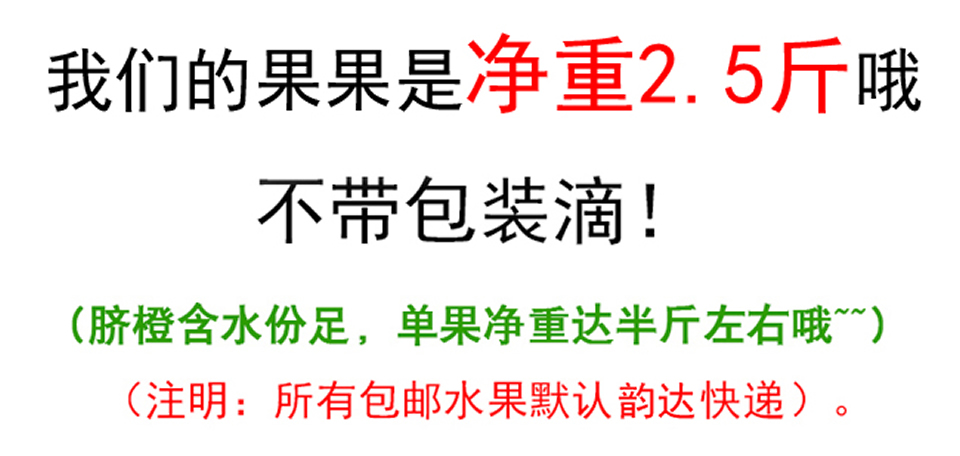 我们的果果是净重2.5斤哦
不带包装滴！
（脐橙含水份足，单果净重达半斤左右哦~~）
（注明：所有包邮水果默认韵达快递）。